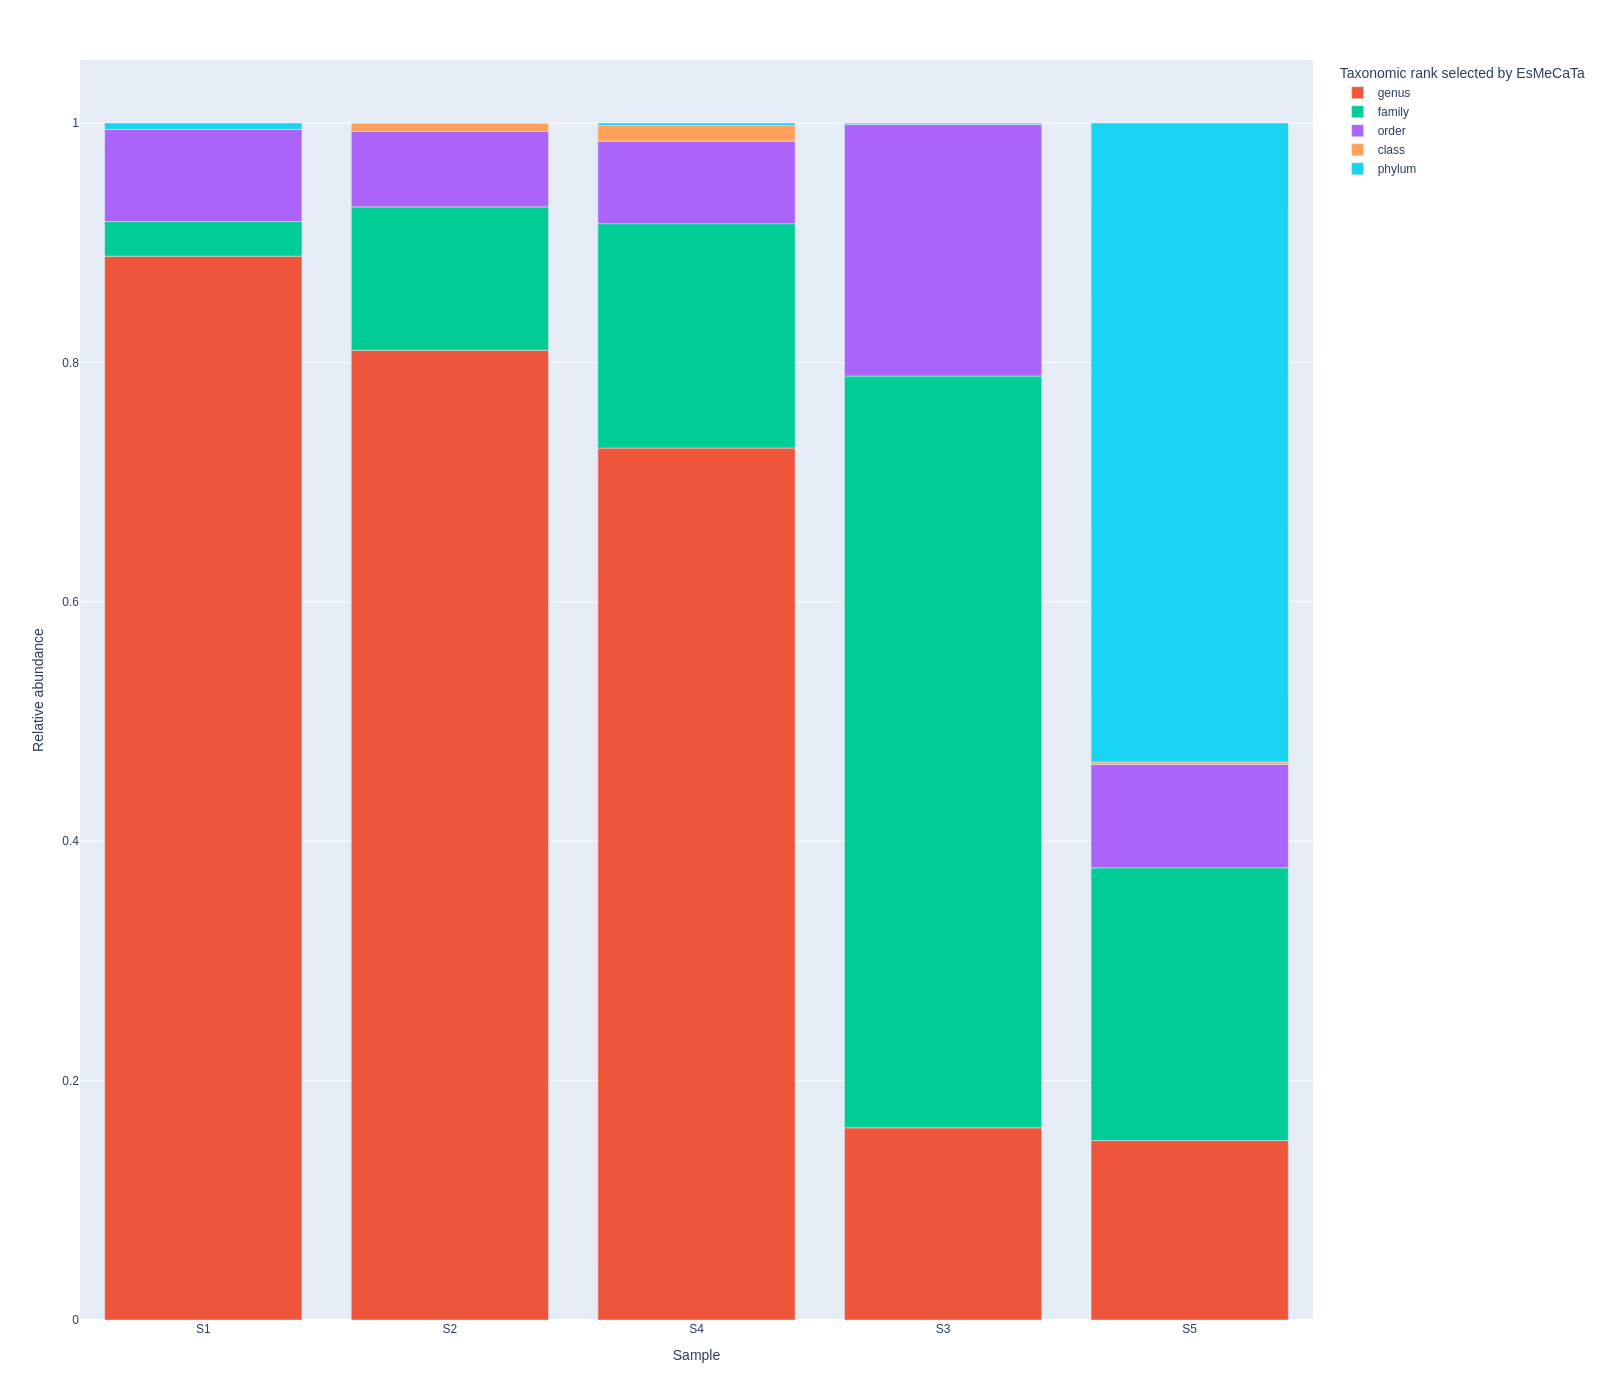 Taxonomic rank selected by EsMeCaTa
genus
family
order
class
phylum
Relative abundance
1
0.8
0.6
0.4
0.2
0
S1 S2 S4 S3 S5
Sample